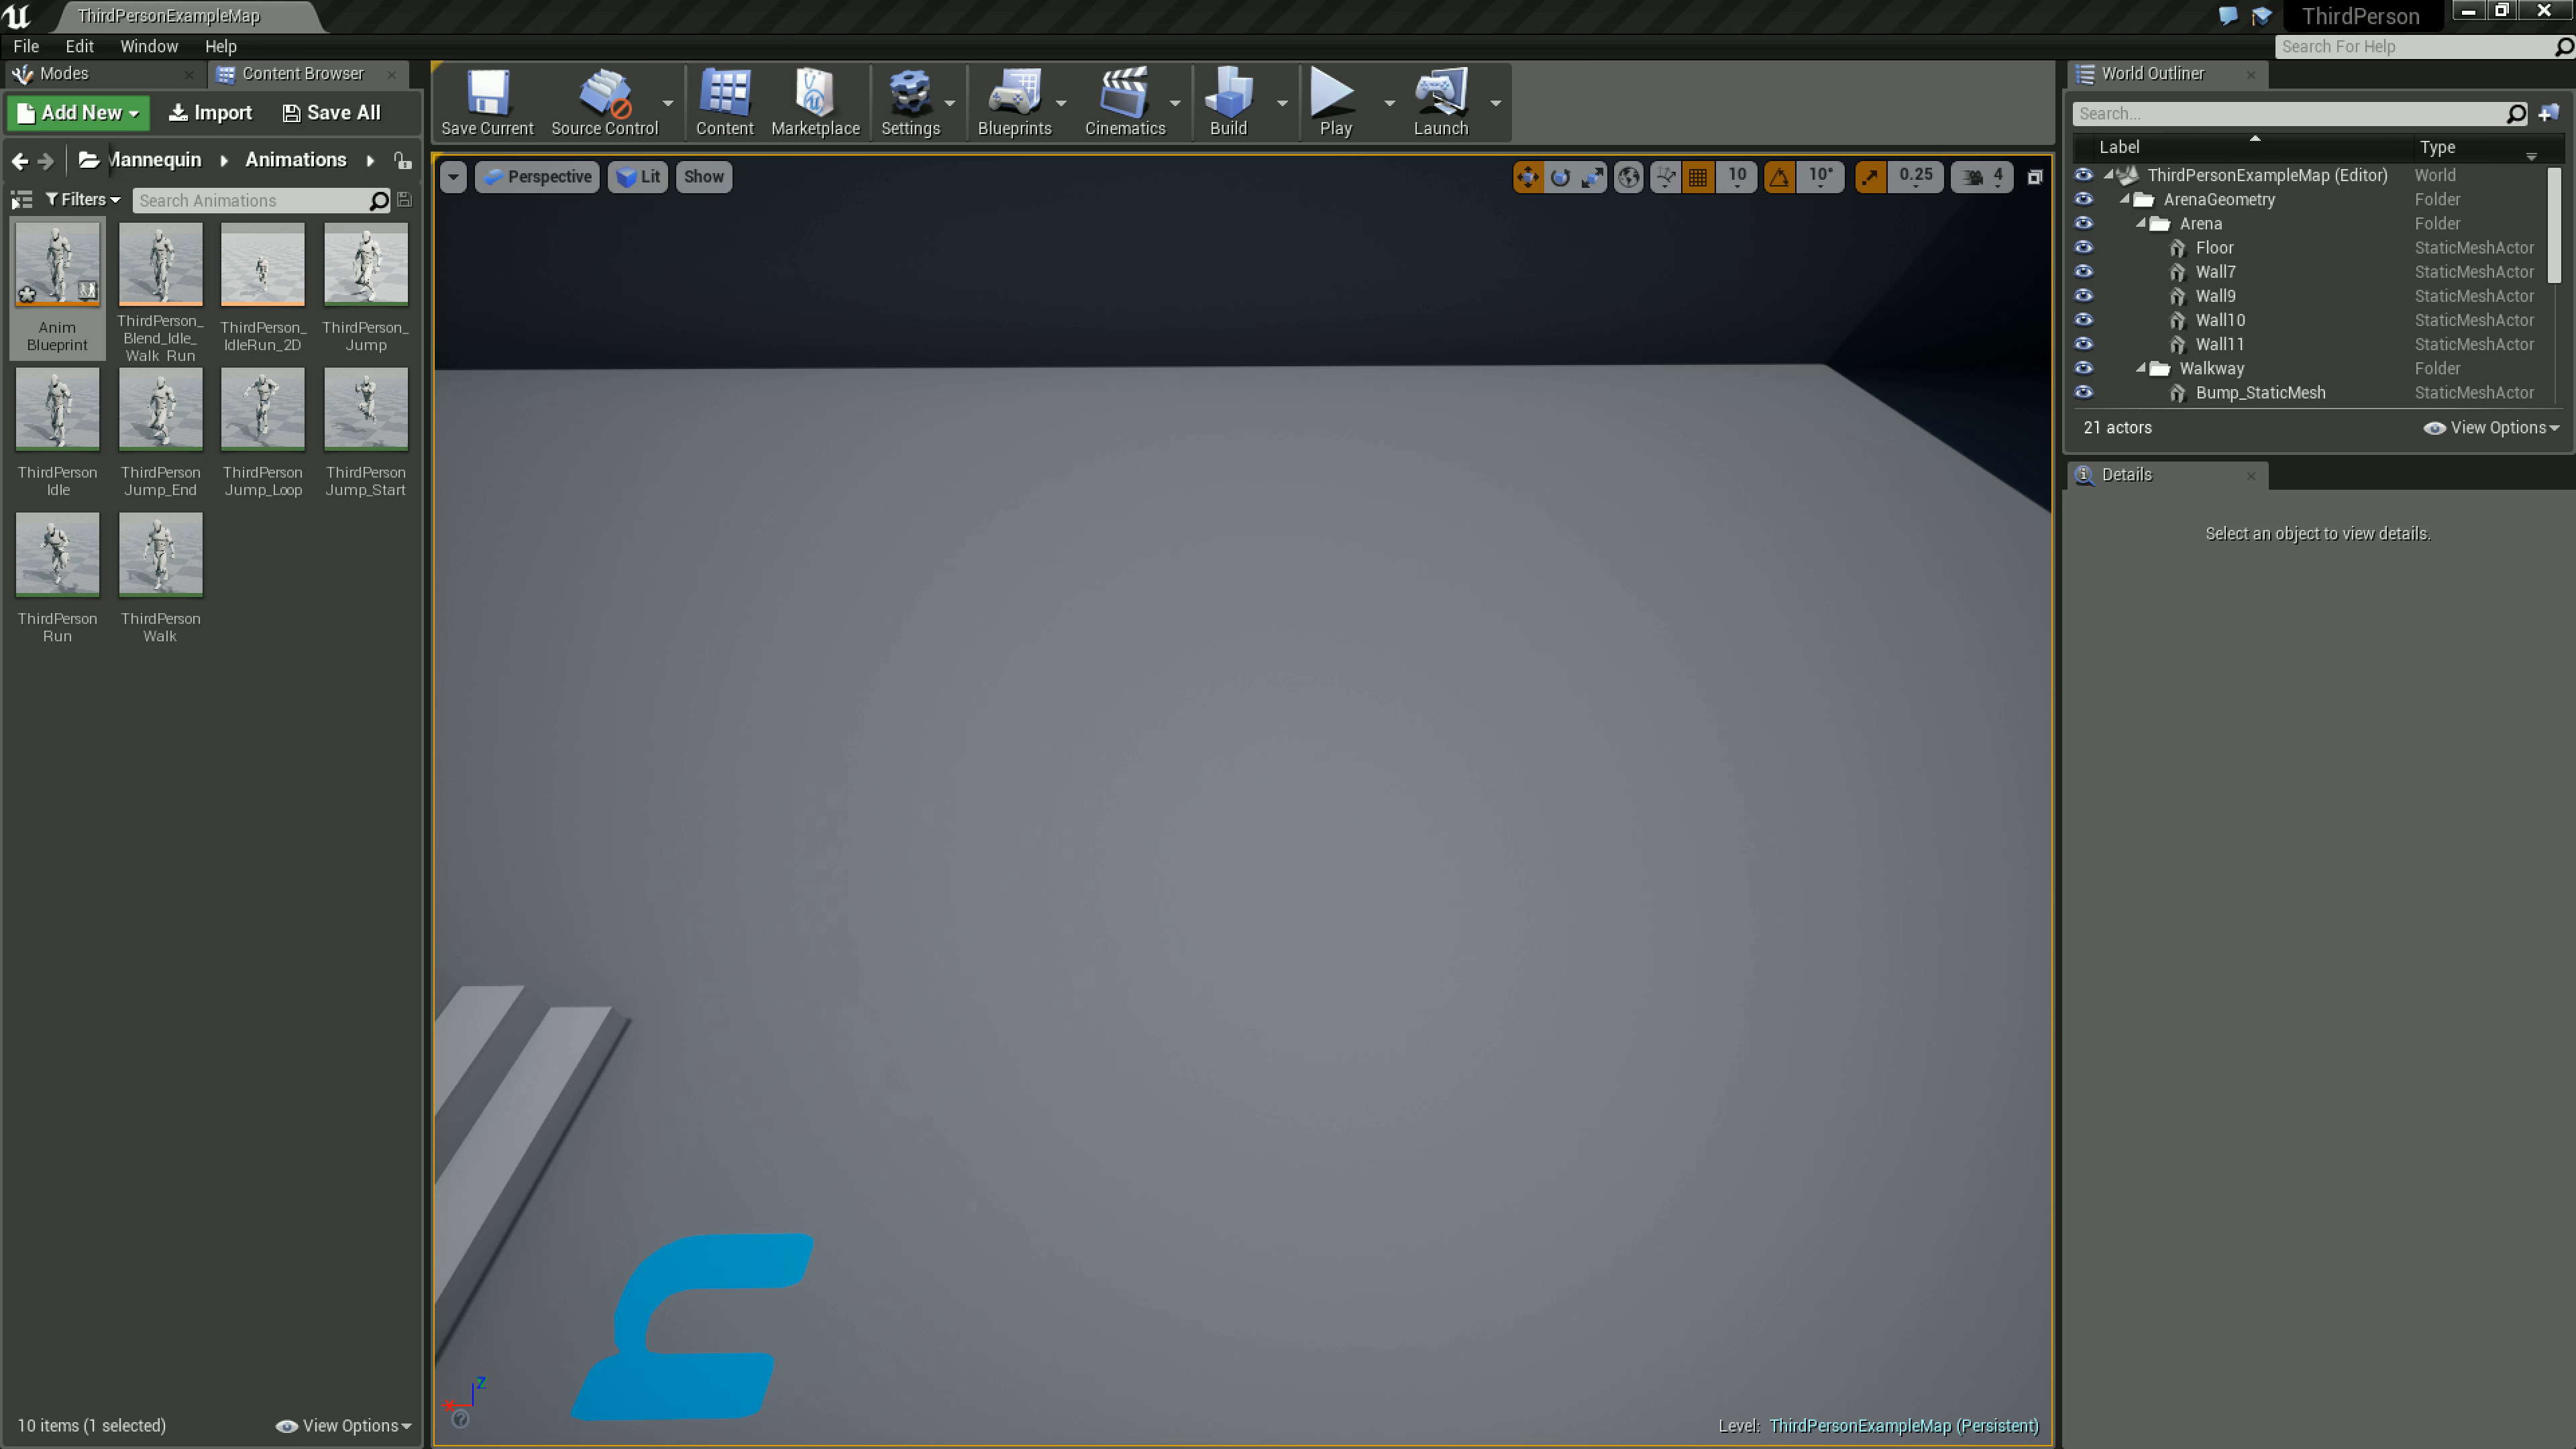 ThirdPersonExampleMap
ThirdPerson
File Edit Window Help
Search For Help
Modes
Content Browser
Add New
Import
Save All
Mannequin
Animations
Filters
Search Animations
Anim
Blueprint
ThirdPerson_
Blend_Idle_
Walk_Run
ThirdPerson_
IdleRun_2D
ThirdPerson_
Jump
ThirdPerson
Idle
ThirdPerson
Jump_End
ThirdPerson
Jump_Loop
ThirdPerson
Jump_Start
ThirdPerson
Run
ThirdPerson
Walk
10 items (1 selected)
View Options
Save Current
Source Control
Content
Marketplace
Settings
Blueprints
Cinematics
Build
Play
Launch
Perspective
Lit
Show
10
10°
0.25
4
Z
Level: ThirdPersonExampleMap (Persistent)
World Outliner
Search...
Label Type
ThirdPersonExampleMap (Editor) World
ArenaGeometry Folder
Arena Folder
Floor StaticMeshActor
Wall7 StaticMeshActor
Wall9 StaticMeshActor
Wall10 StaticMeshActor
Wall11 StaticMeshActor
Walkway Folder
Bump_StaticMesh StaticMeshActor
21 actors
View Options
Details
Select an object to view details.